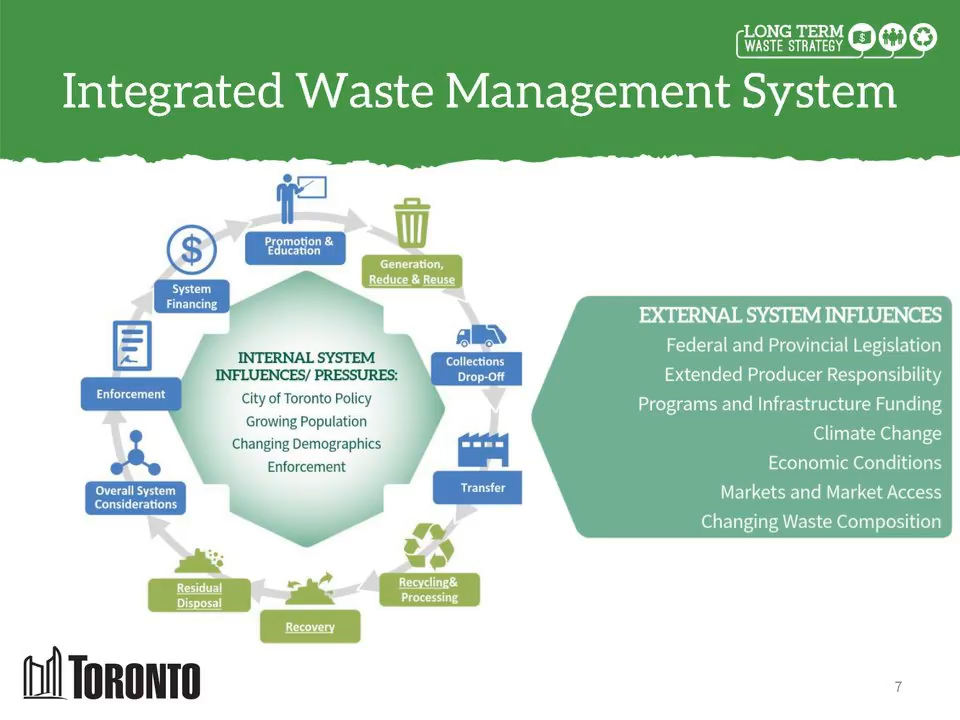 LONG TERM
WASTE STRATEGY
$
Integrated Waste Management System
Promotion &
Education
Generation,
Reduce & Reuse
$
System
Financing
Collections
Drop-Off
Enforcement
Transfer
Overall System
Considerations
Recycling&
Processing
Residual
Disposal
Recovery
INTERNAL SYSTEM
INFLUENCES/ PRESSURES:
City of Toronto Policy
Growing Population
Changing Demographics
Enforcement
EXTERNAL SYSTEM INFLUENCES
Federal and Provincial Legislation
Extended Producer Responsibility
Programs and Infrastructure Funding
Climate Change
Economic Conditions
Markets and Market Access
Changing Waste Composition
TORONTO
7